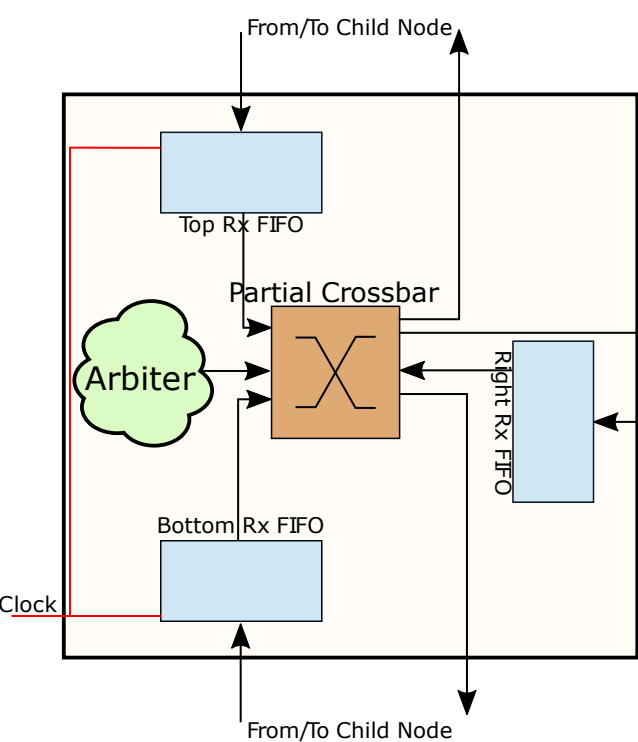 From/To Child Node
Top Rx FIFO
Partial Crossbar
Arbiter
Right Rx FIFO
Bottom Rx FIFO
Clock
From/To Child Node